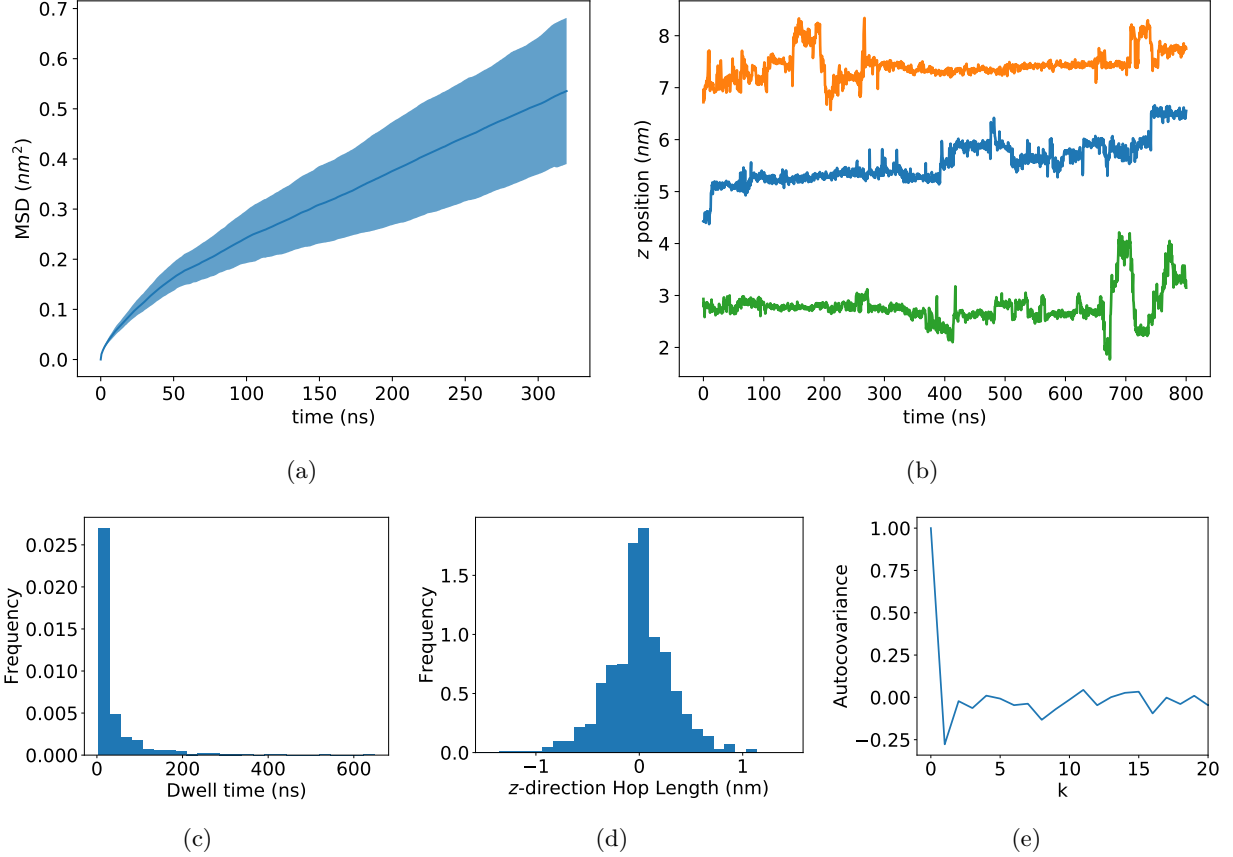 0.7
0.6
0.5
0.4
0.3
0.2
0.1
0.0
MSD (nm²)
0 50 100 150 200 250 300
time (ns)
(a)
8
7
6
5
4
3
2
z position (nm)
0 100 200 300 400 500 600 700 800
time (ns)
(b)
0.025
0.020
0.015
0.010
0.005
0.000
Frequency
0 200 400 600
Dwell time (ns)
(c)
1.5
1.0
0.5
0.0
Frequency
−1 0 1
z-direction Hop Length (nm)
(d)
1.00
0.75
0.50
0.25
0.00
−0.25
Autocovariance
0 5 10 15 20
k
(e)